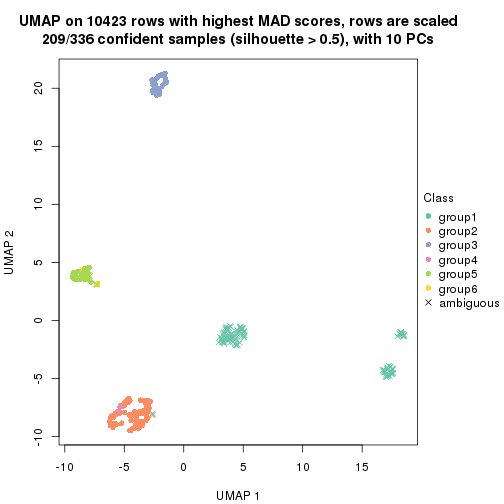 UMAP on 10423 rows with highest MAD scores, rows are scaled
209/336 confident samples (silhouette > 0.5), with 10 PCs
20
15
10
5
0
-5
-10
UMAP 2
-10
-5
0
5
10
15
UMAP 1
Class
group1
group2
group3
group4
group5
group6
ambiguous